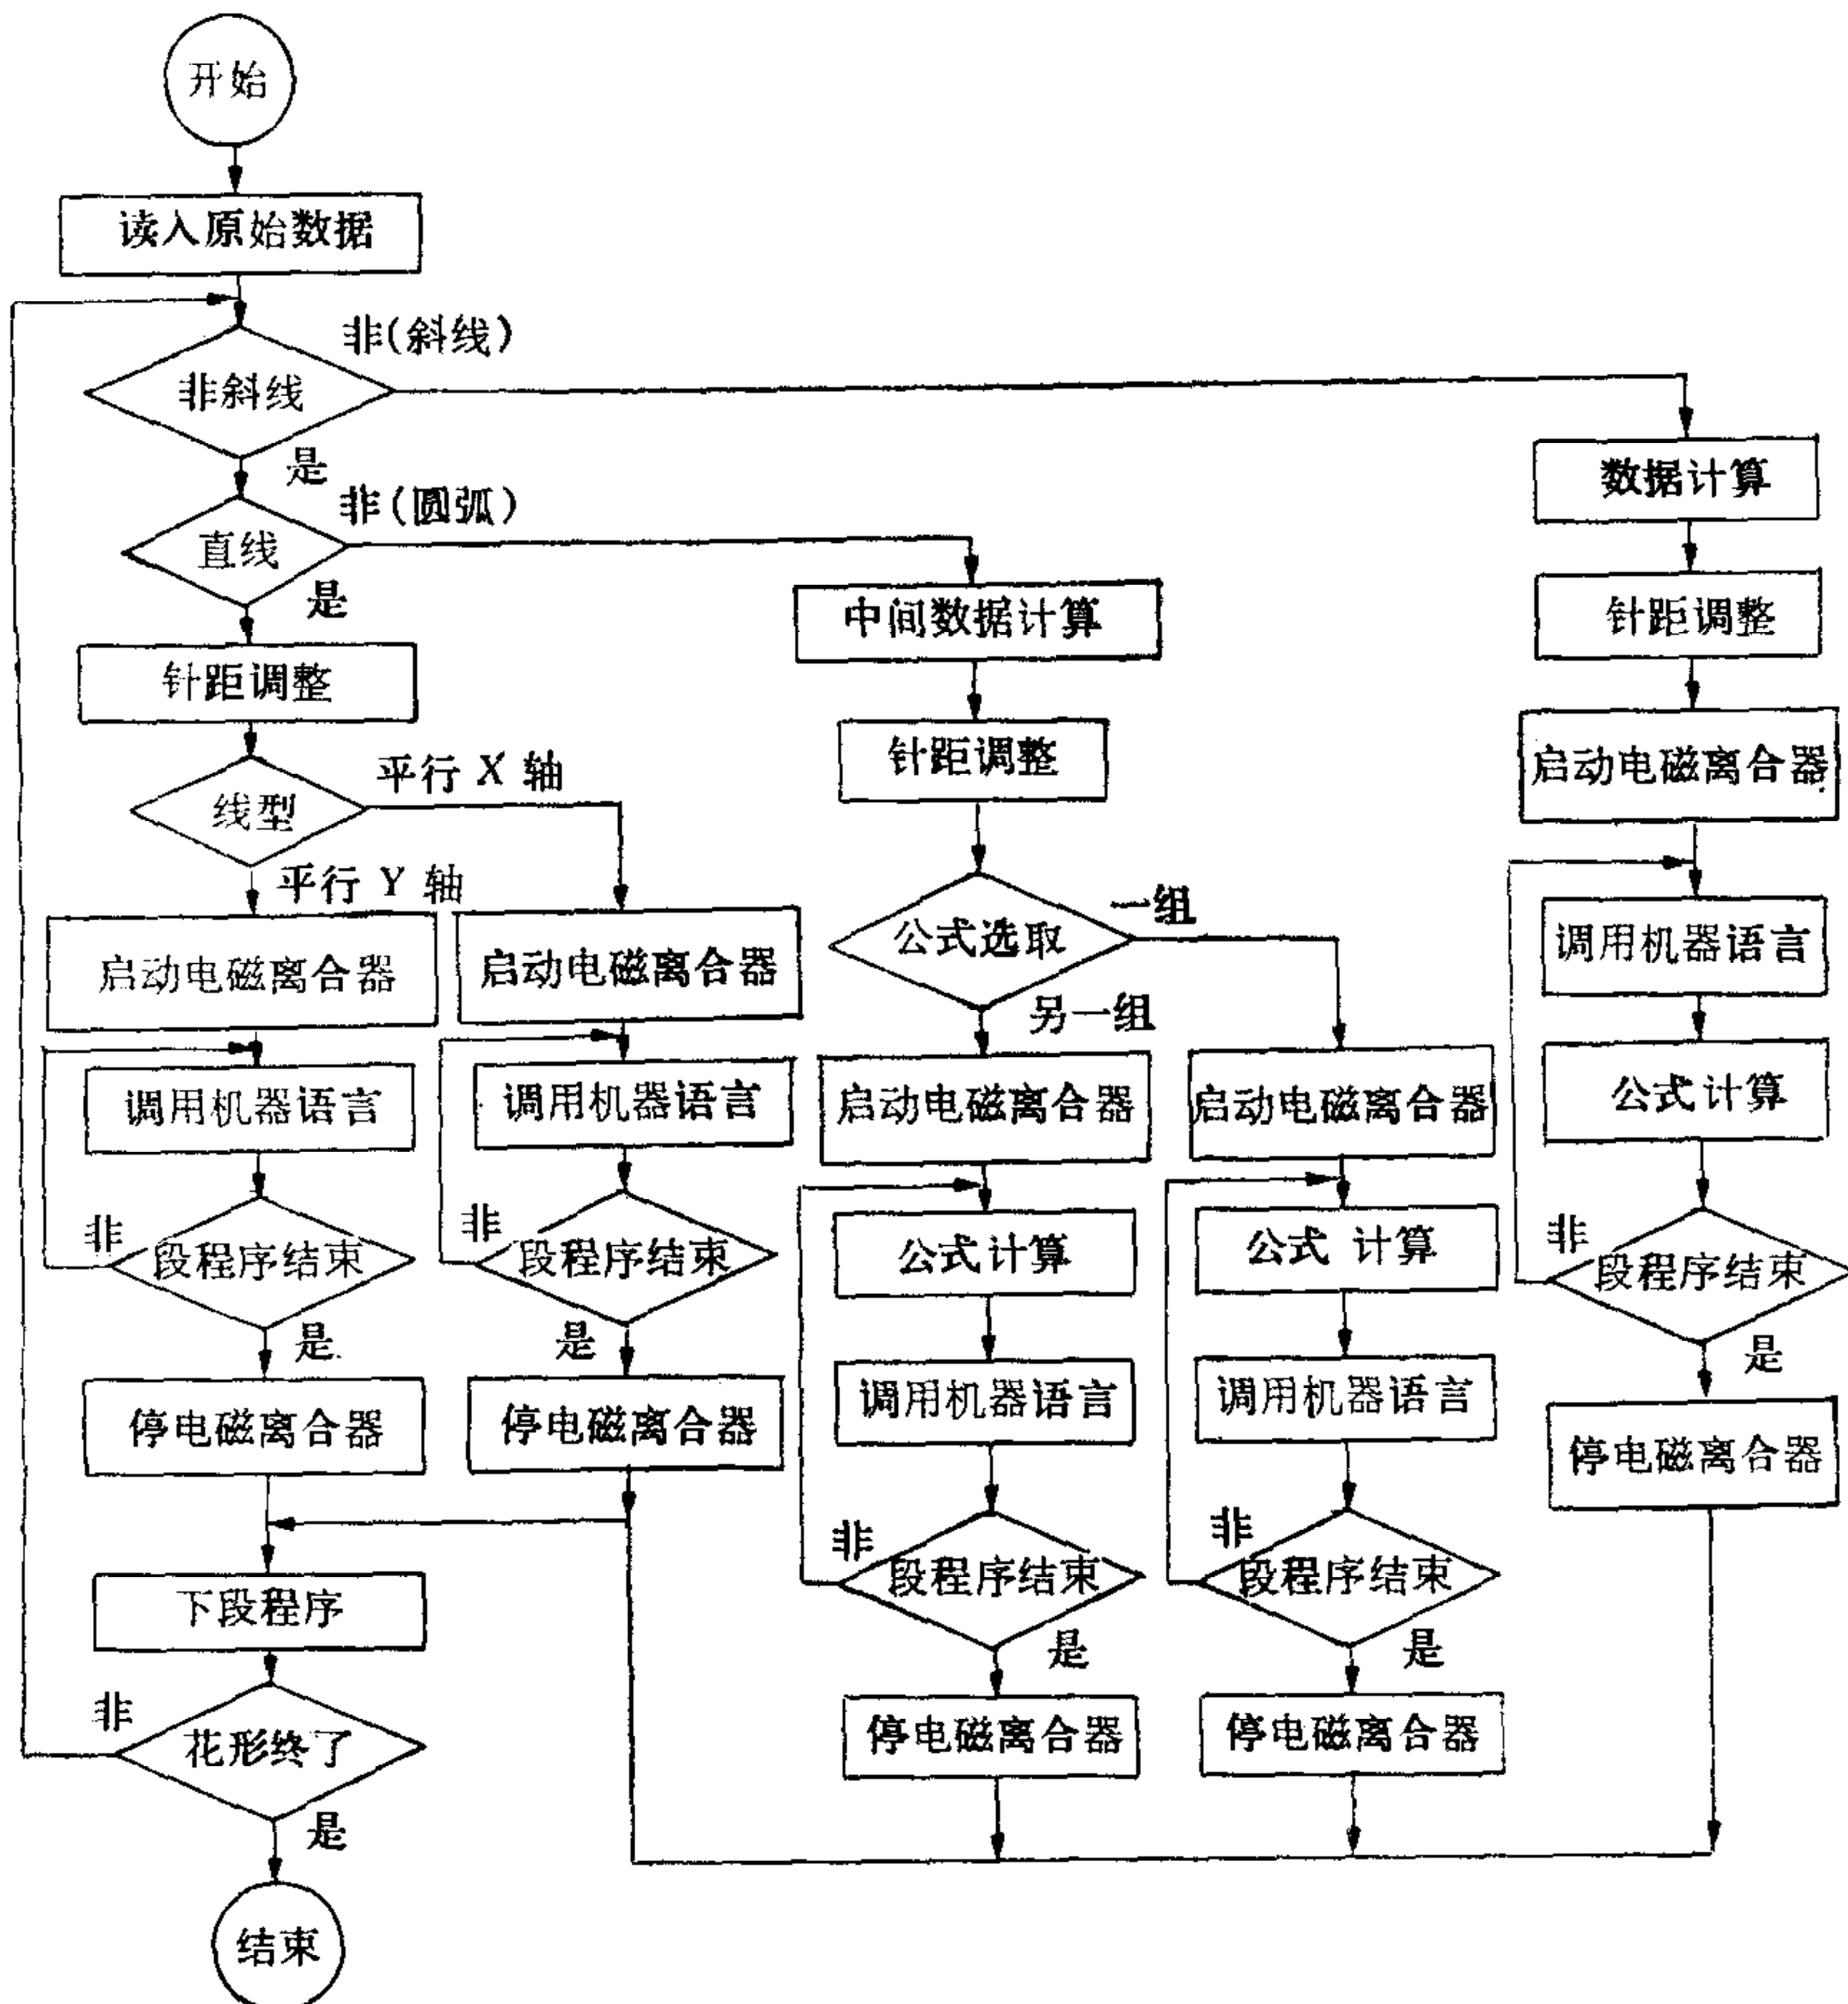 开始
读入原始数据
非(斜线)
非斜线
是
非(圆弧)
直线
是
针距调整
线型
平行 X 轴
平行 Y 轴
启动电磁离合器
调用机器语言
非
段程序结束
是
停电磁离合器
下段程序
非
花形终了
是
结束
启动电磁离合器
调用机器语言
非
段程序结束
是
停电磁离合器
中间数据计算
针距调整
公式选取
一组
另一组
启动电磁离合器
公式计算
调用机器语言
非
段程序结束
是
停电磁离合器
启动电磁离合器
公式 计算
调用机器语言
非
段程序结束
是
停电磁离合器
数据计算
针距调整
启动电磁离合器
调用机器语言
公式计算
非
段程序结束
是
停电磁离合器